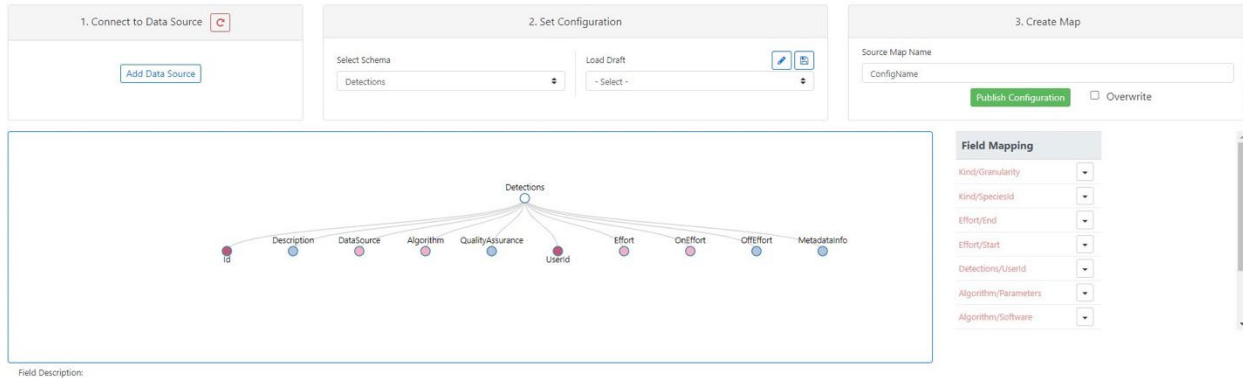 1. Connect to Data Source
2. Set Configuration
3. Create Map
Add Data Source
Select Schema
Detections
Load Draft
- Select -
Source Map Name
ConfigName
Publish Configuration
Overwrite
Detections
Id
Description
DataSource
Algorithm
QualityAssurance
UserId
Effort
OnEffort
OffEffort
MetadataInfo
Field Mapping
Kind/Granularity
Kind/SpeciesId
Effort/End
Effort/Start
Detections/UserId
Algorithm/Parameters
Algorithm/Software
Field Description: